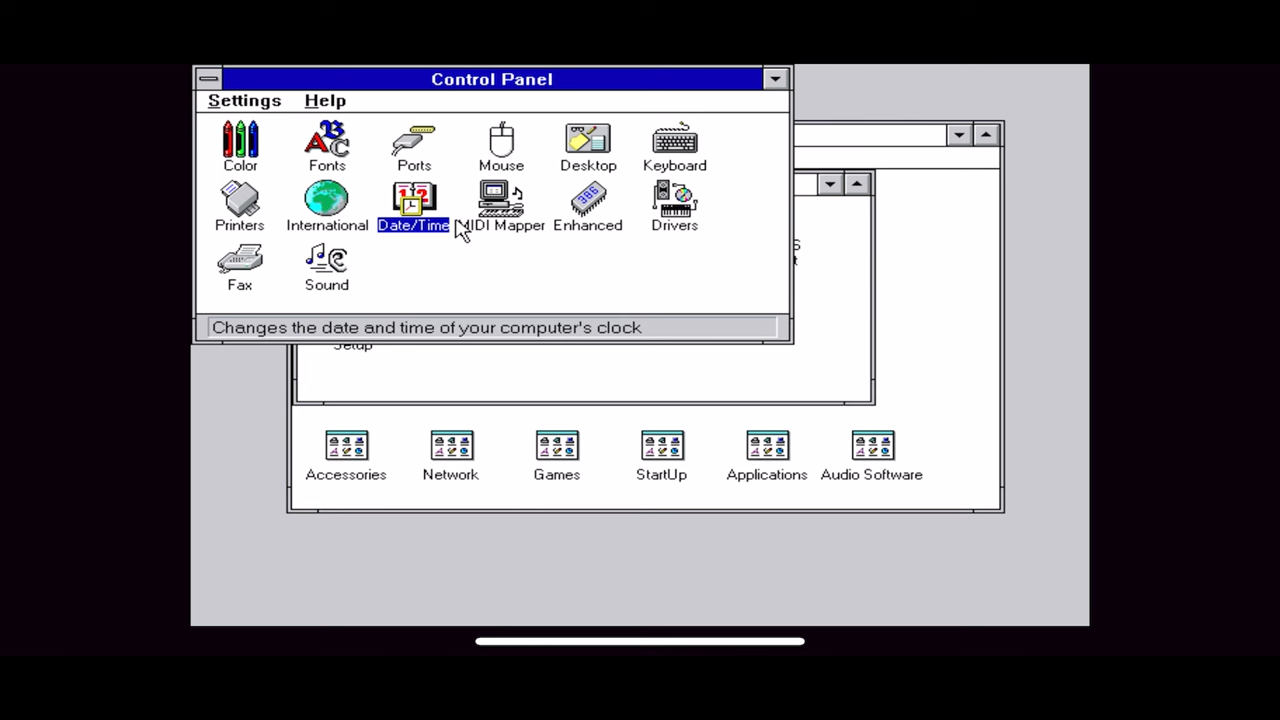 Control Panel
Settings Help
Color Fonts Ports Mouse Desktop Keyboard
Printers International Date/Time MIDI Mapper Enhanced Drivers
Fax Sound
Changes the date and time of your computer's clock
Setup
Accessories Network Games StartUp Applications Audio Software